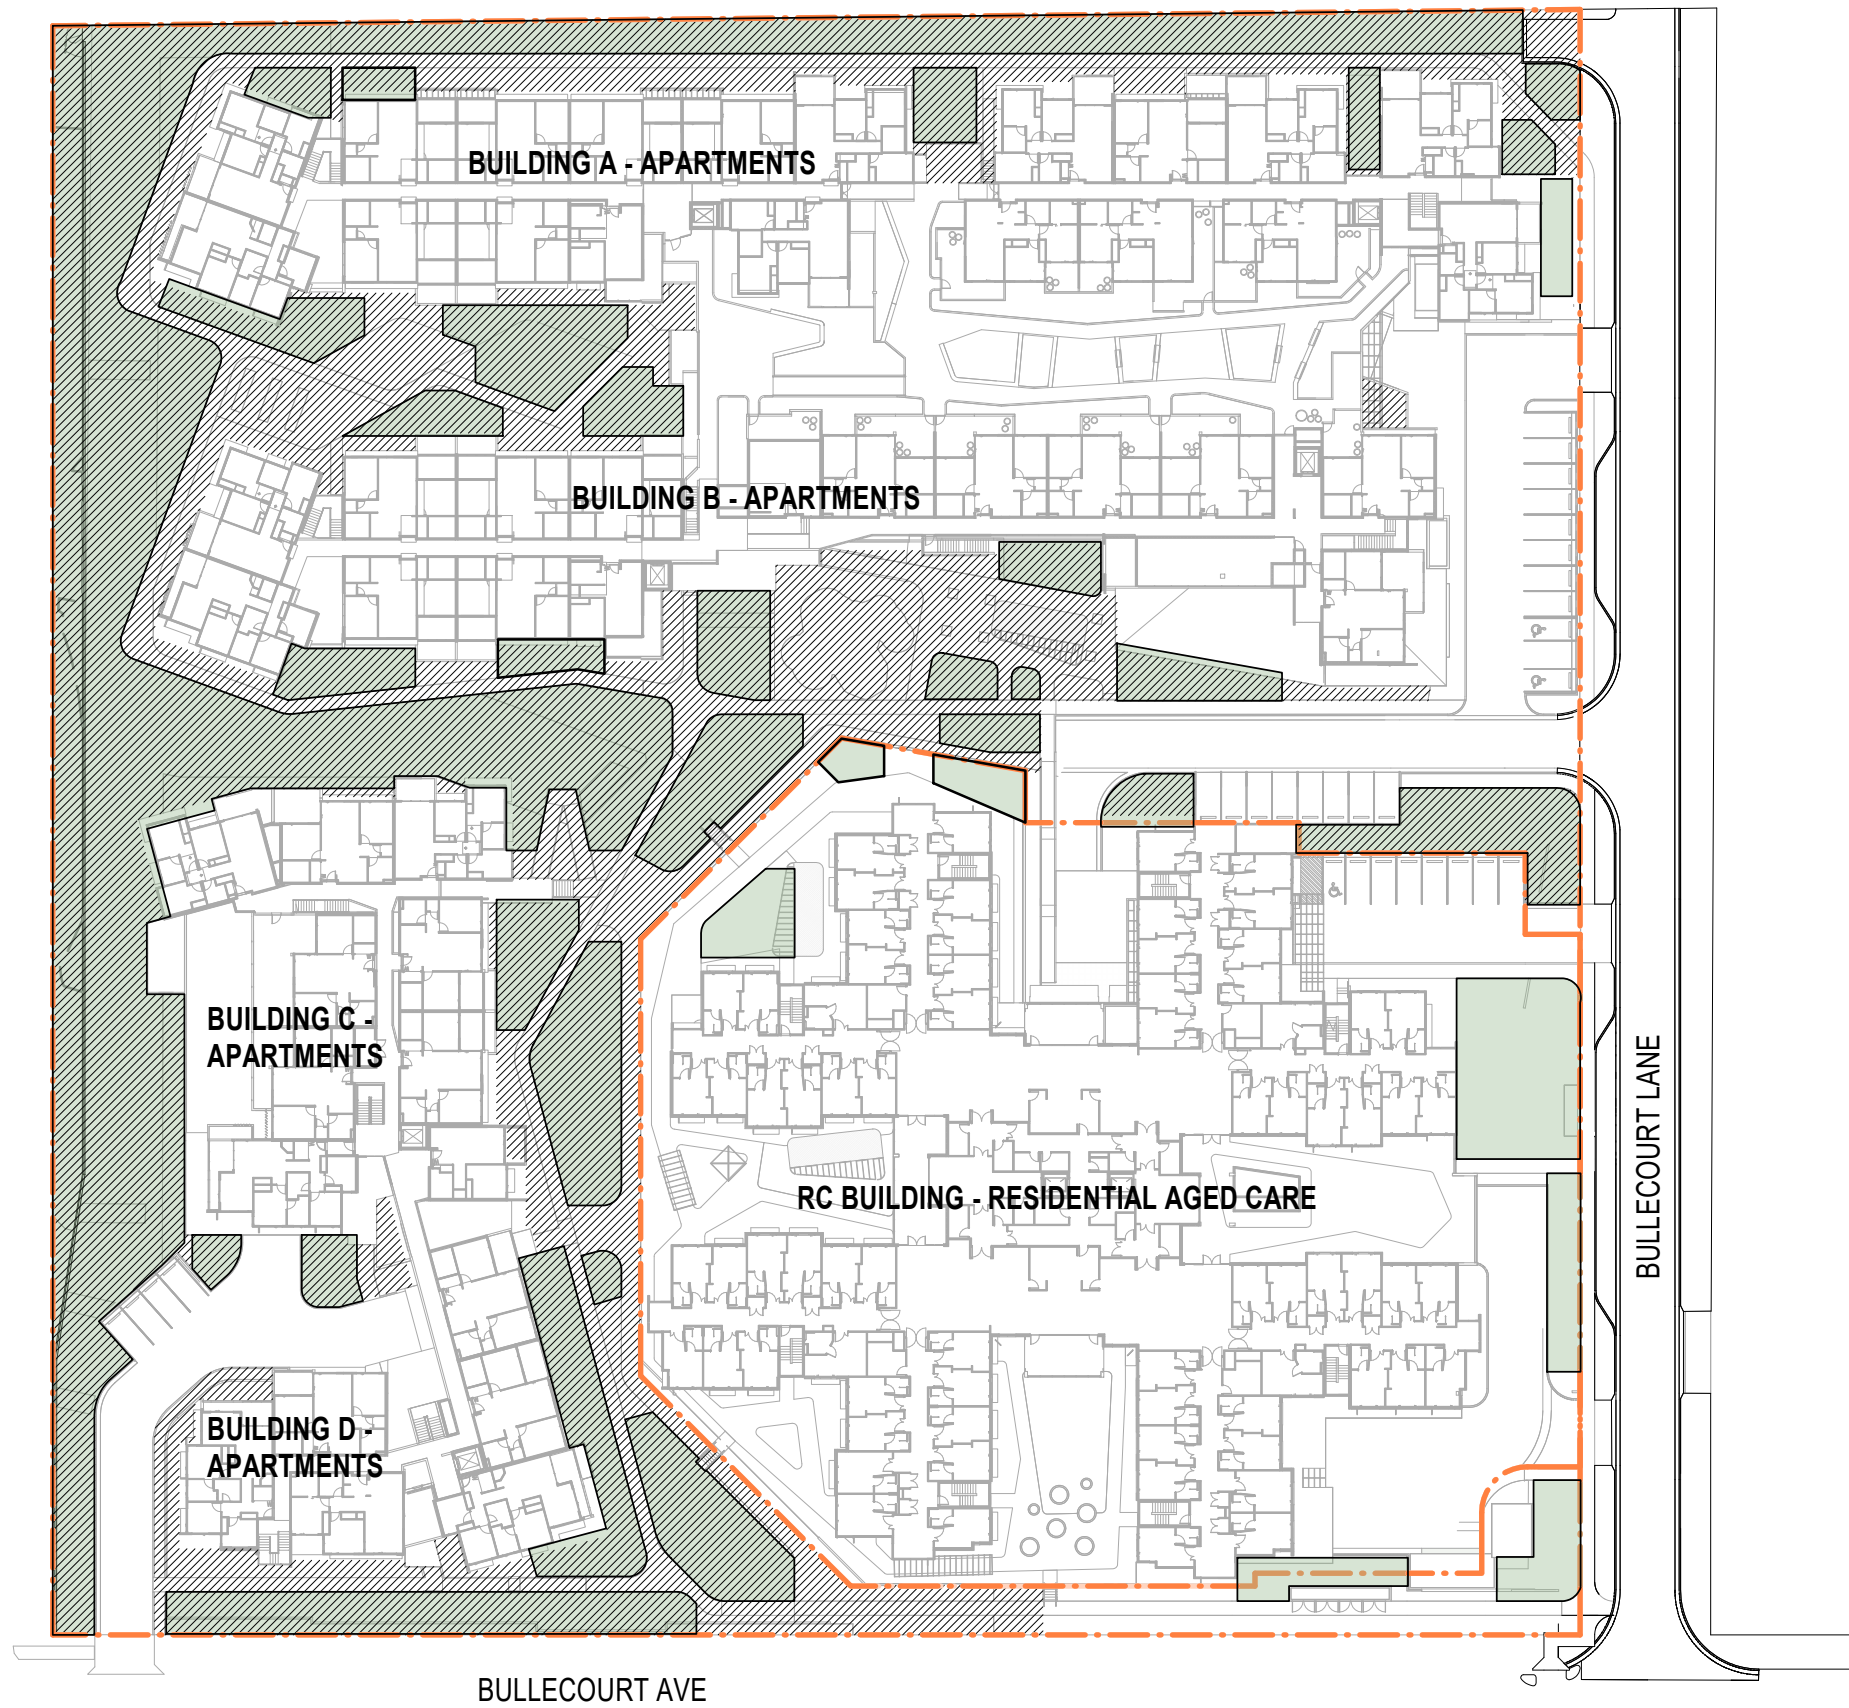 BUILDING A - APARTMENTS
BUILDING B - APARTMENTS
BUILDING C -
APARTMENTS
RC BUILDING - RESIDENTIAL AGED CARE
BULLECOURT LANE
BUILDING D -
APARTMENTS
BULLECOURT AVE